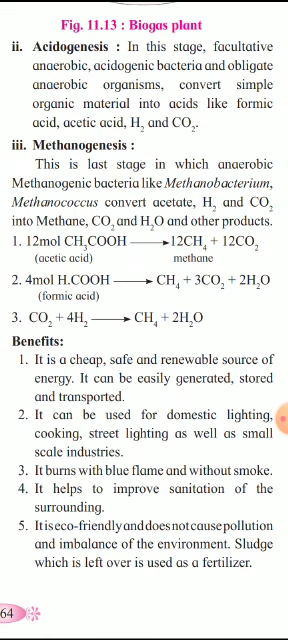 Fig. 11.13 : Biogas plant
ii. Acidogenesis : In this stage, facultative
anaerobic, acidogenic bacteria and obligate
anaerobic organisms, convert simple
organic material into acids like formic
acid, acetic acid, H₂ and CO₂.
iii. Methanogenesis :
This is last stage in which anaerobic
Methanogenic bacteria like Methanobacterium,
Methanococcus convert acetate, H₂ and CO₂
into Methane, CO₂ and H₂O and other products.
1. 12mol CH₃COOH ⟶ 12CH₄ + 12CO₂
(acetic acid) methane
2. 4mol H.COOH ⟶ CH₄ + 3CO₂ + 2H₂O
(formic acid)
3. CO₂ + 4H₂ ⟶ CH₄ + 2H₂O
Benefits:
1. It is a cheap, safe and renewable source of
energy. It can be easily generated, stored
and transported.
2. It can be used for domestic lighting,
cooking, street lighting as well as small
scale industries.
3. It burns with blue flame and without smoke.
4. It helps to improve sanitation of the
surrounding.
5. It is eco-friendly and does not cause pollution
and imbalance of the environment. Sludge
which is left over is used as a fertilizer.
64